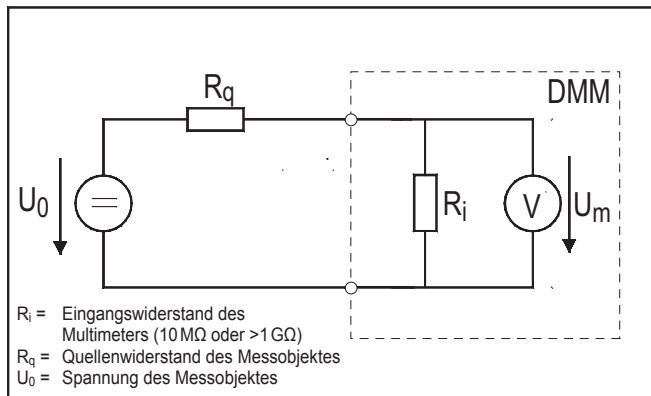 DMM
Rq
U0
Ri
V
Um
Ri = Eingangswiderstand des
Multimeters (10 MΩ oder >1 GΩ)
Rq = Quellenwiderstand des Messobjektes
U0 = Spannung des Messobjektes